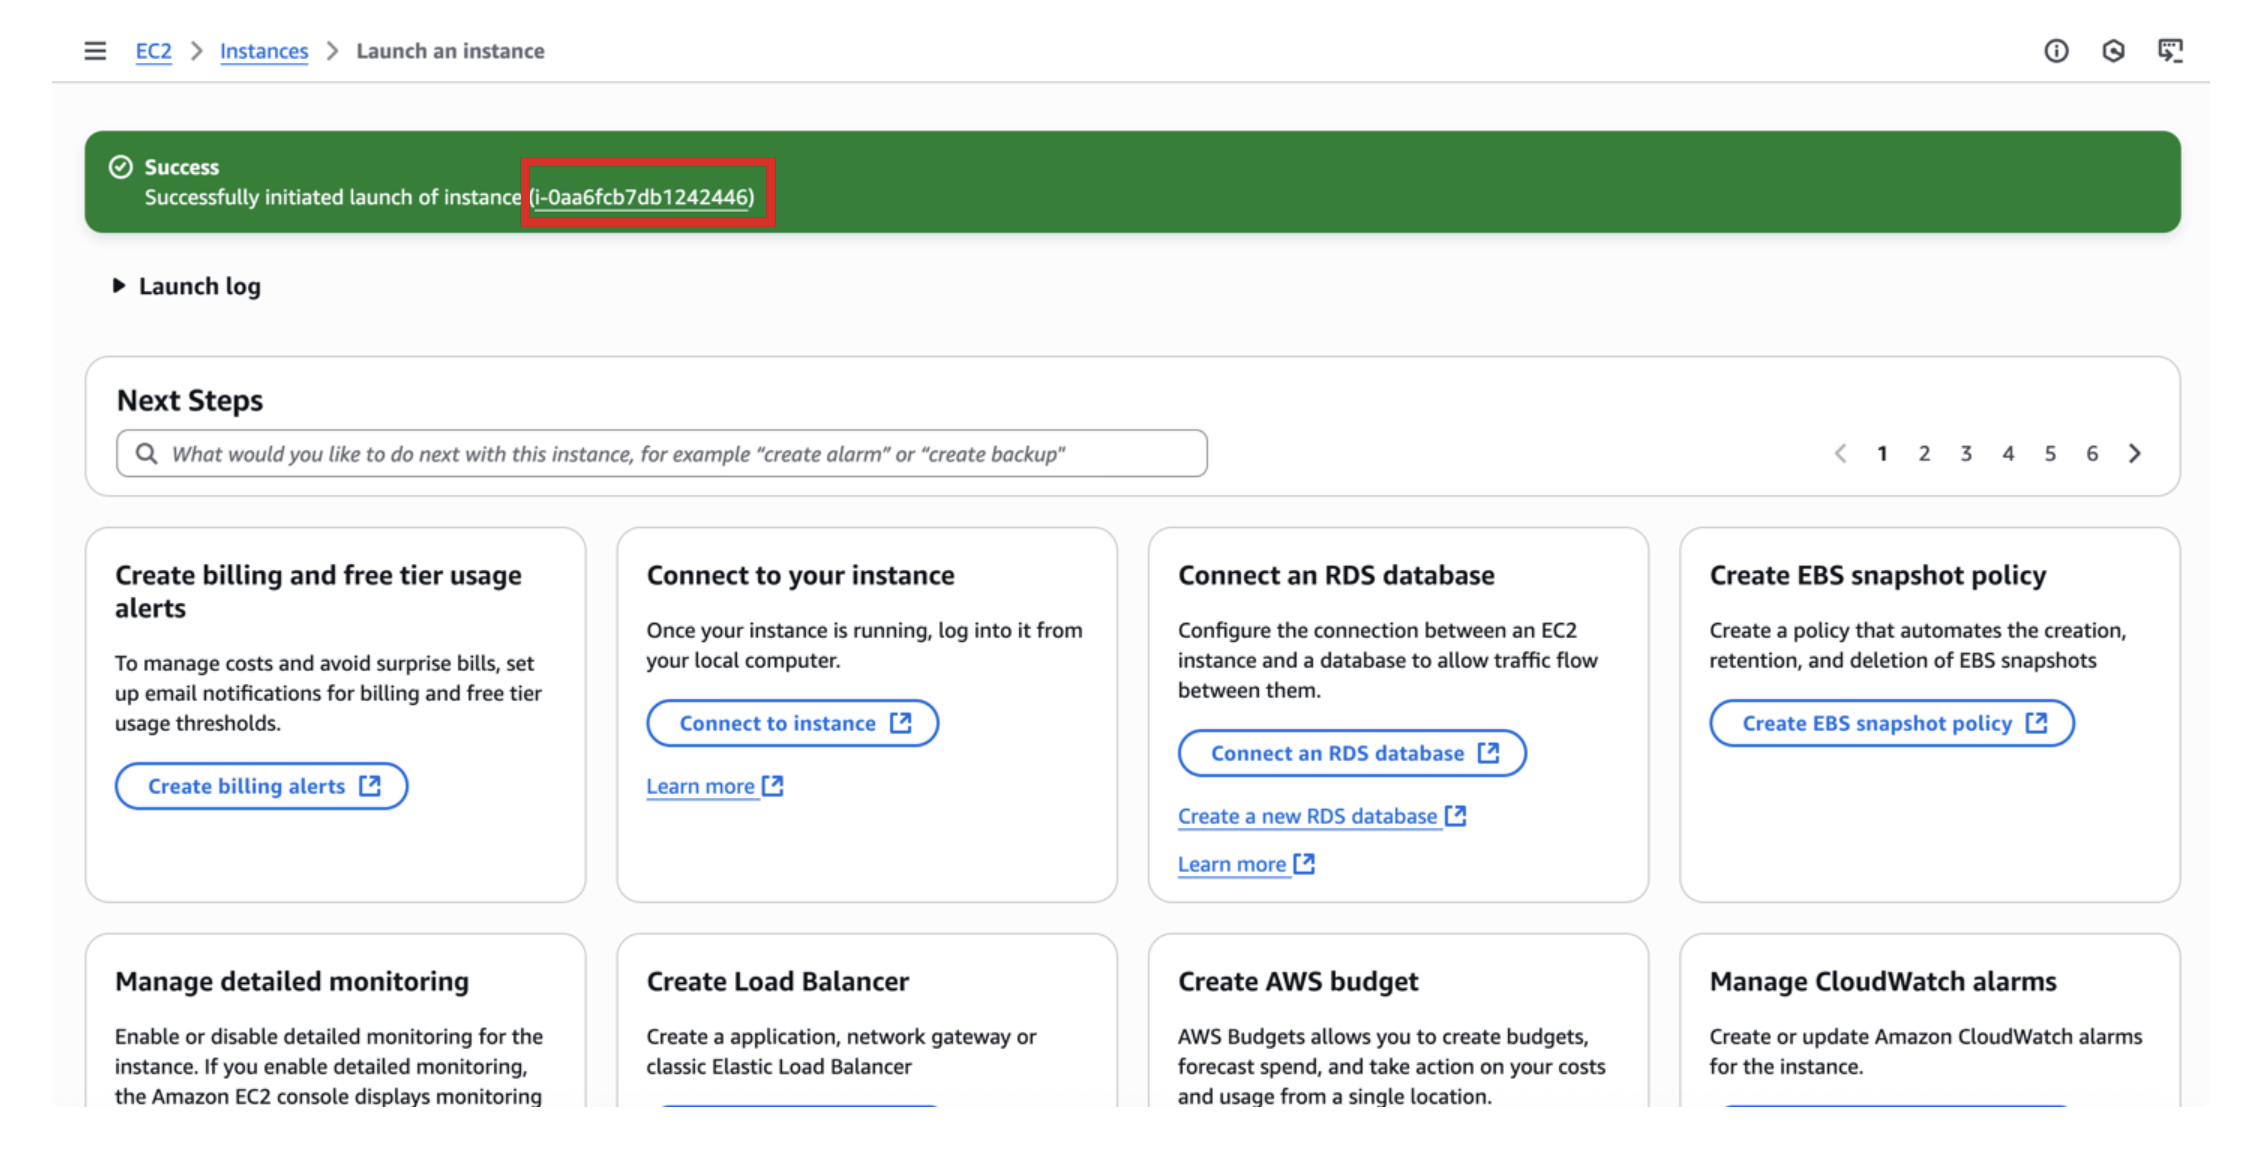 EC2 > Instances > Launch an instance
Success
Successfully initiated launch of instance (i-0aa6fcb7db1242446)
Launch log
Next Steps
What would you like to do next with this instance, for example “create alarm” or “create backup”
1 2 3 4 5 6
Create billing and free tier usage
alerts
To manage costs and avoid surprise bills, set
up email notifications for billing and free tier
usage thresholds.
Create billing alerts
Connect to your instance
Once your instance is running, log into it from
your local computer.
Connect to instance
Learn more
Connect an RDS database
Configure the connection between an EC2
instance and a database to allow traffic flow
between them.
Connect an RDS database
Create a new RDS database
Learn more
Create EBS snapshot policy
Create a policy that automates the creation,
retention, and deletion of EBS snapshots
Create EBS snapshot policy
Manage detailed monitoring
Enable or disable detailed monitoring for the
instance. If you enable detailed monitoring,
the Amazon EC2 console displays monitoring
Create Load Balancer
Create a application, network gateway or
classic Elastic Load Balancer
Create AWS budget
AWS Budgets allows you to create budgets,
forecast spend, and take action on your costs
and usage from a single location.
Manage CloudWatch alarms
Create or update Amazon CloudWatch alarms
for the instance.